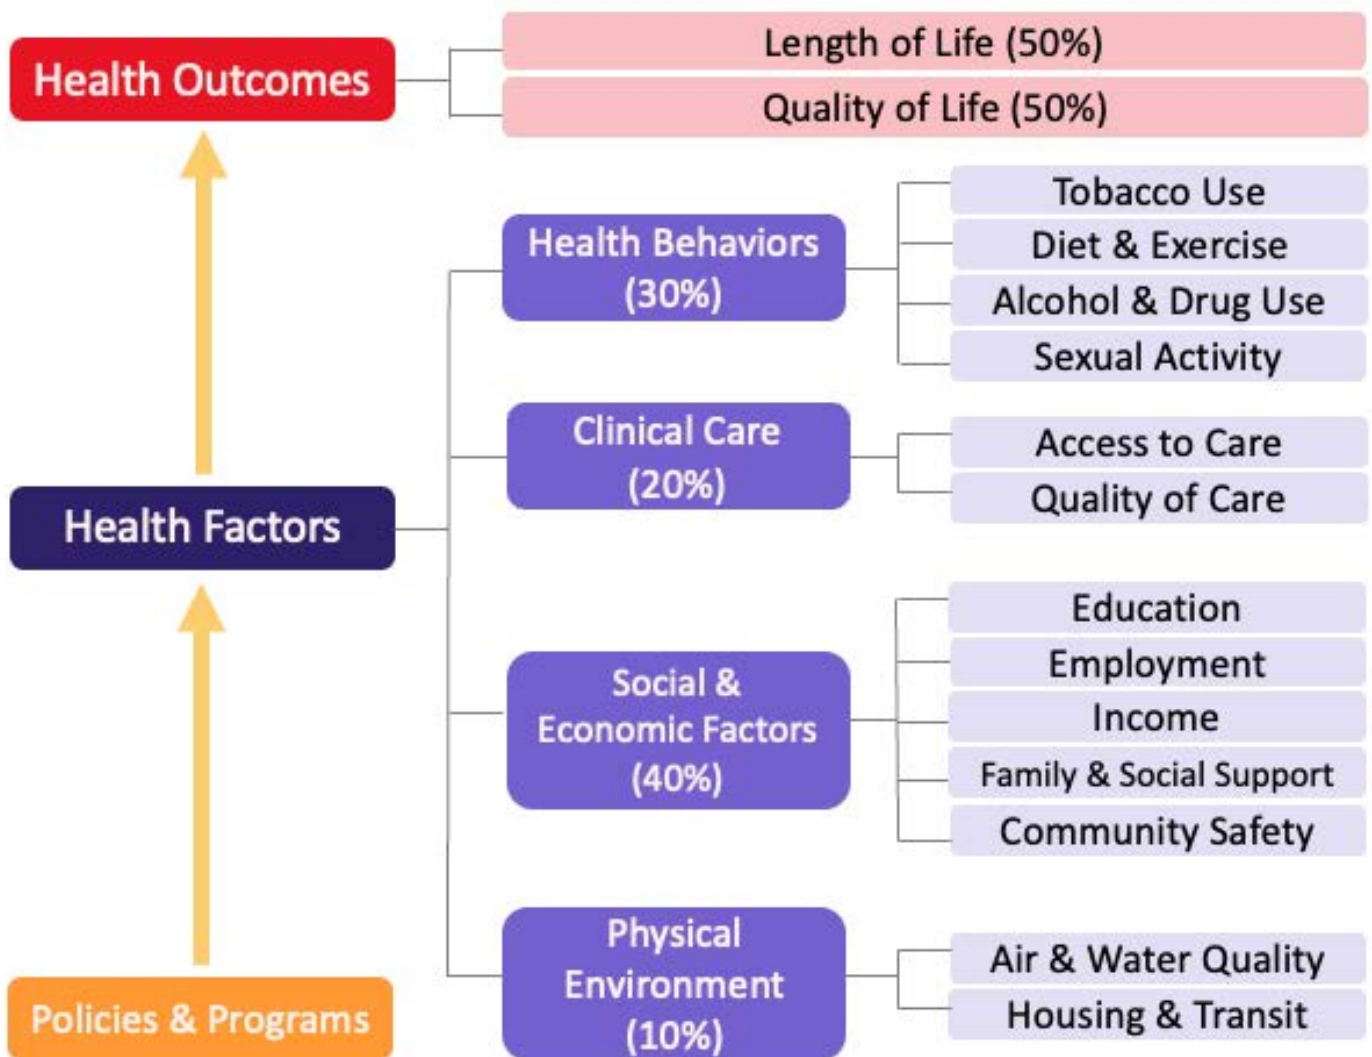 Health Outcomes
Length of Life (50%)
Quality of Life (50%)
Health Factors
Health Behaviors
(30%)
Tobacco Use
Diet & Exercise
Alcohol & Drug Use
Sexual Activity
Clinical Care
(20%)
Access to Care
Quality of Care
Social &
Economic Factors
(40%)
Education
Employment
Income
Family & Social Support
Community Safety
Physical
Environment
(10%)
Air & Water Quality
Housing & Transit
Policies & Programs